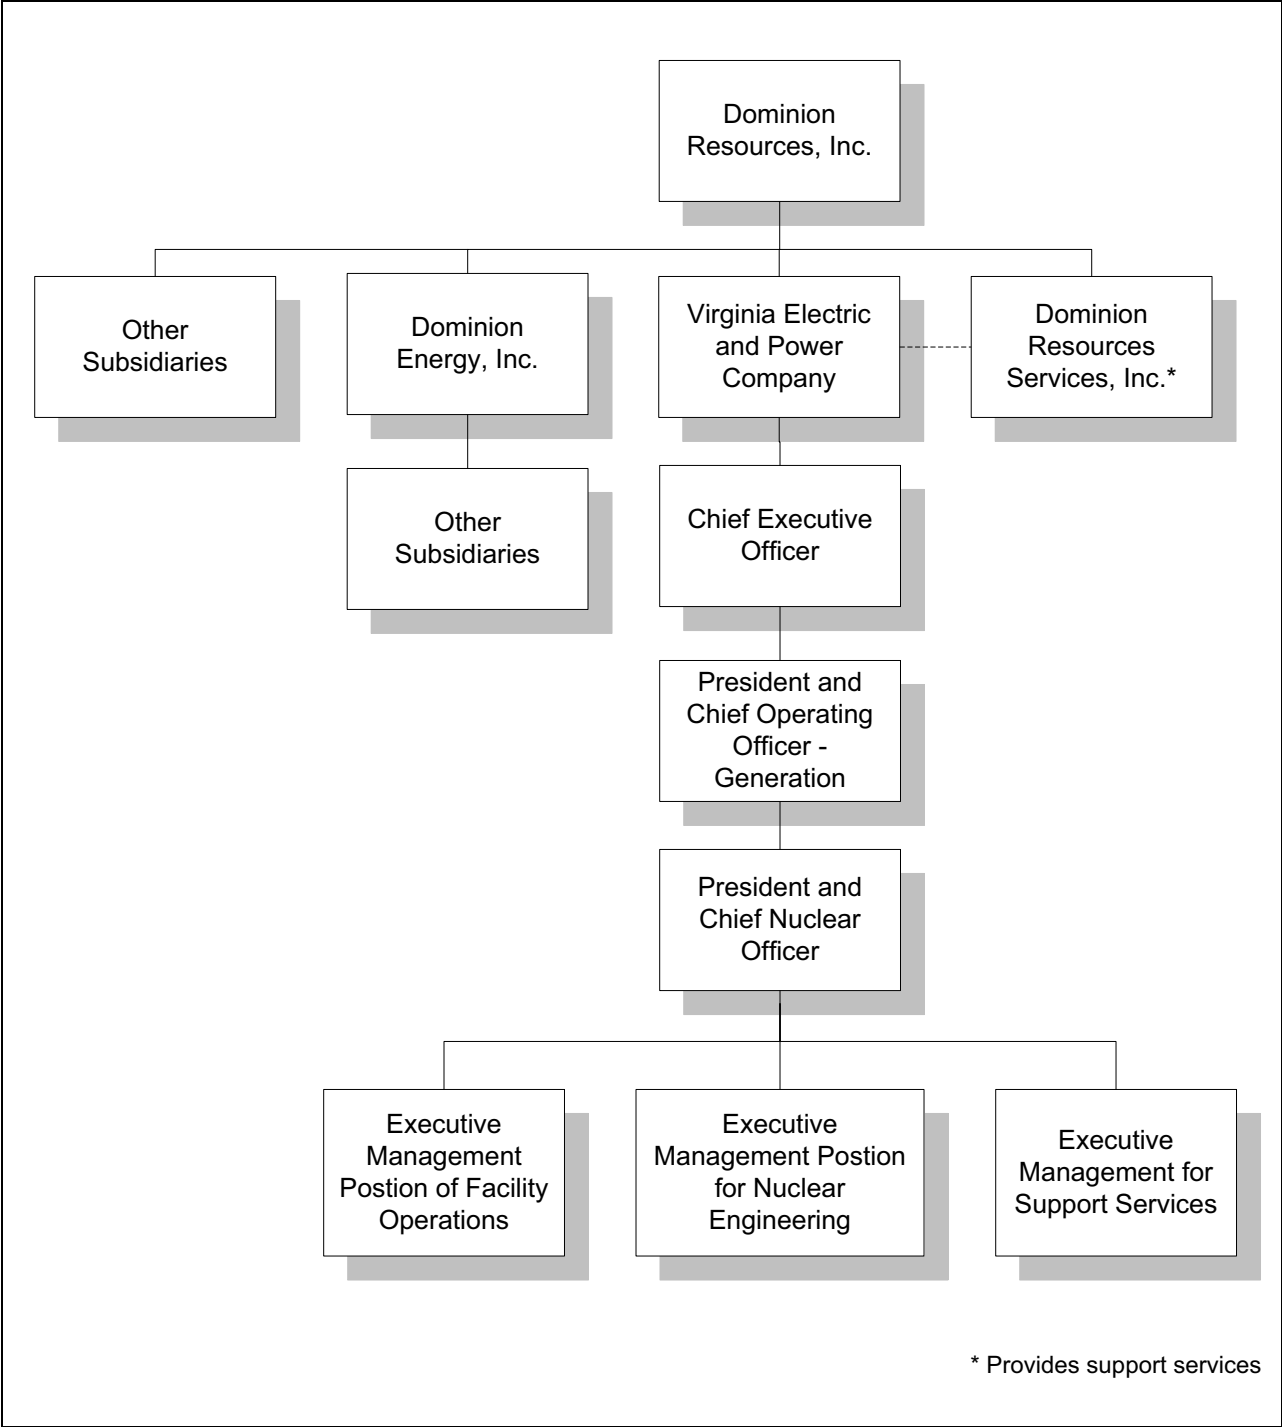 Dominion
Resources, Inc.
Other
Subsidiaries
Dominion
Energy, Inc.
Virginia Electric
and Power
Company
Dominion
Resources
Services, Inc.*
Other
Subsidiaries
Chief Executive
Officer
President and
Chief Operating
Officer -
Generation
President and
Chief Nuclear
Officer
Executive
Management
Postion of Facility
Operations
Executive
Management Postion
for Nuclear
Engineering
Executive
Management for
Support Services
* Provides support services